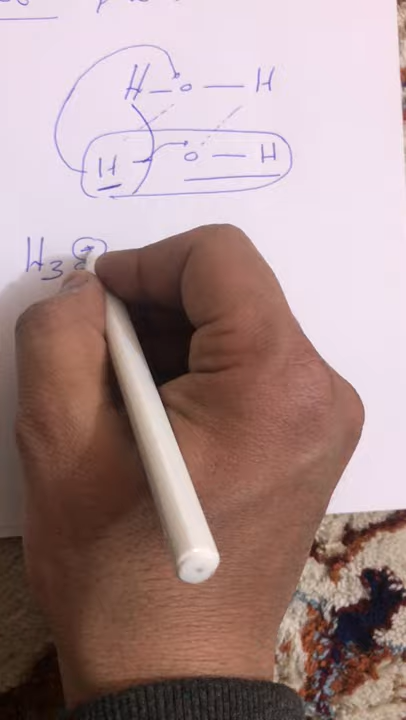 H — o — H
H — o — H
H3